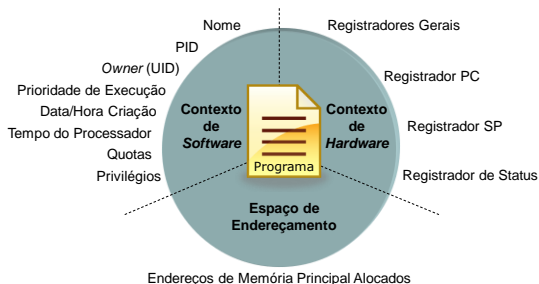 Nome
PID
Owner (UID)
Prioridade de Execução
Data/Hora Criação
Tempo do Processador
Quotas
Privilégios
Contexto
de
Software
Programa
Contexto
de
Hardware
Registradores Gerais
Registrador PC
Registrador SP
Registrador de Status
Espaço de
Endereçamento
Endereços de Memória Principal Alocados